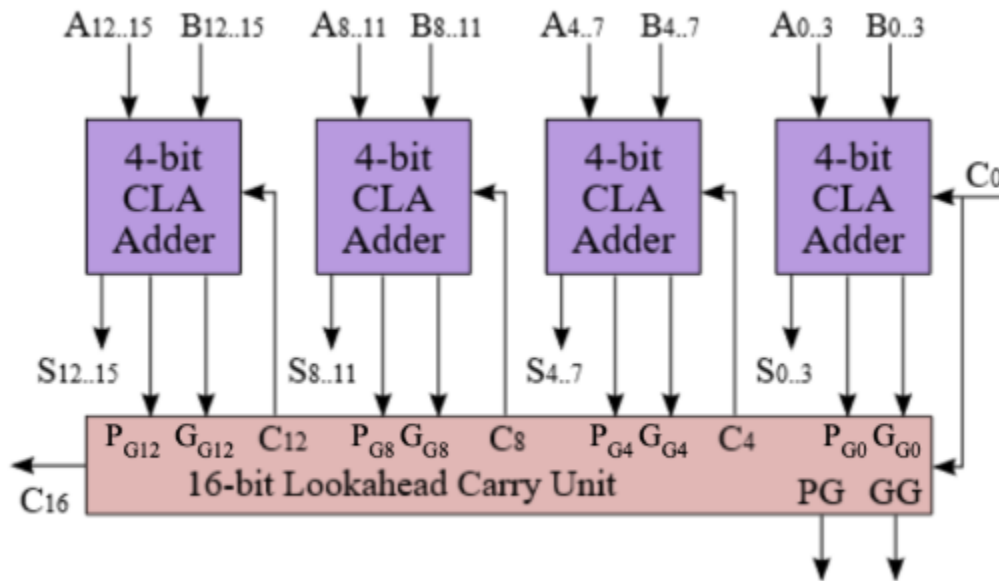 A12..15 B12..15 A8..11 B8..11 A4..7 B4..7 A0..3 B0..3
4-bit CLA Adder
4-bit CLA Adder
4-bit CLA Adder
4-bit CLA Adder
C0
S12..15 S8..11 S4..7 S0..3
PG12 GG12 C12 PG8 GG8 C8 PG4 GG4 C4 PG0 GG0
16-bit Lookahead Carry Unit PG GG
C16